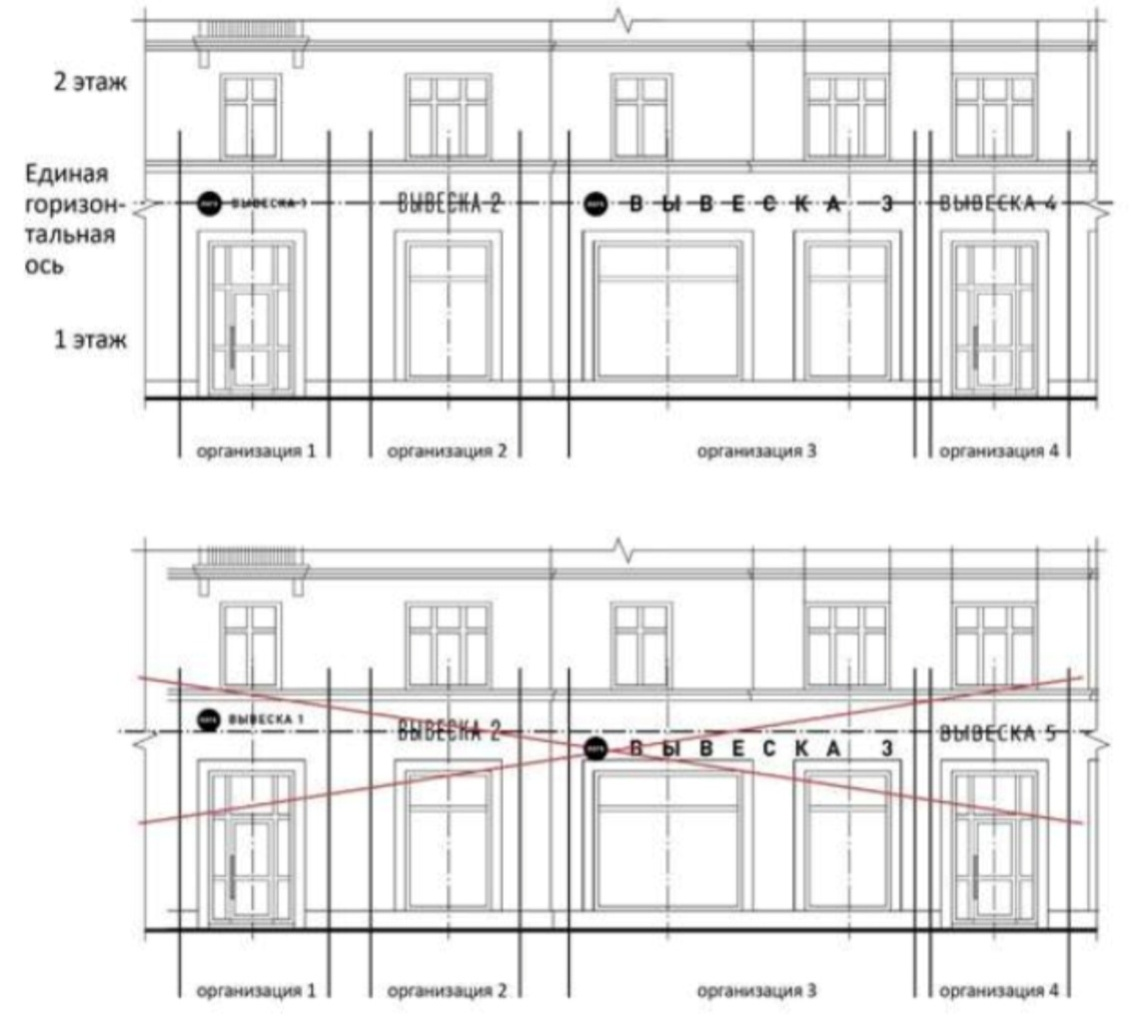 2 этаж
Единая
горизон-
тальная
ось
ВЫВЕСКА 1
ВЫВЕСКА 2
ВЫВЕСКА 3
ВЫВЕСКА 4
1 этаж
организация 1
организация 2
организация 3
организация 4
ВЫВЕСКА 1
ВЫВЕСКА 2
ВЫВЕСКА 3
ВЫВЕСКА 5
организация 1
организация 2
организация 3
организация 4